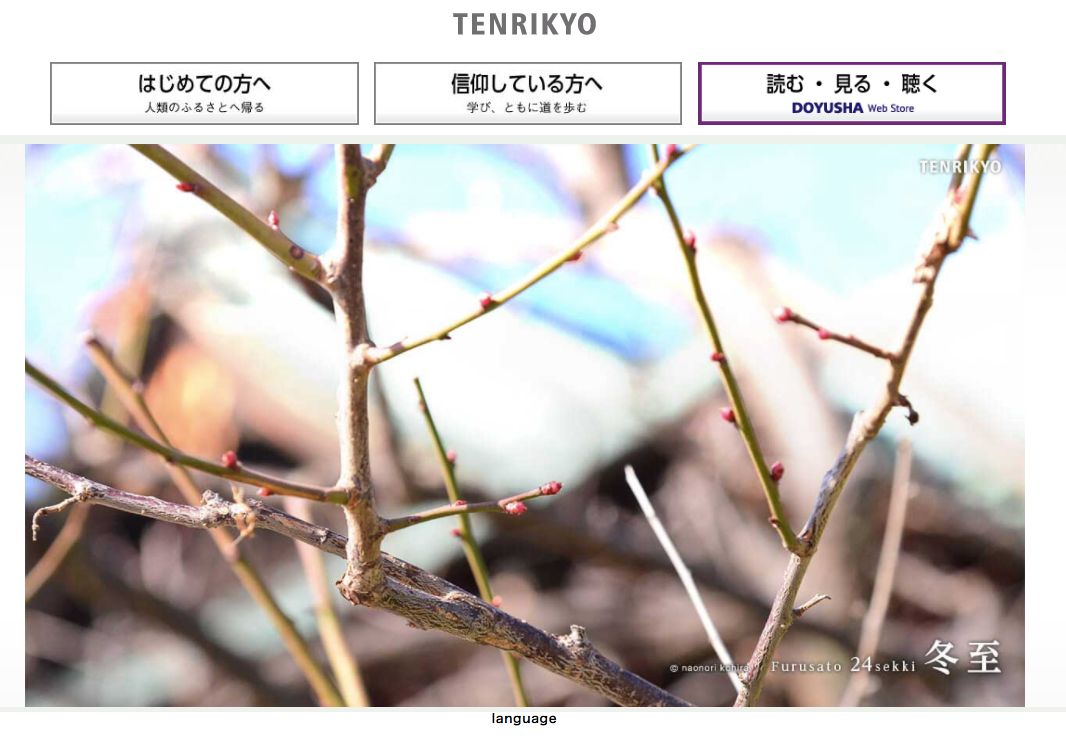 TENRIKYO
はじめての方へ
人類のふるさとへ帰る
信仰している方へ
学び、ともに道を歩む
読む ・ 見る ・ 聴く
DOYUSHA Web Store
TENRIKYO
© naonori kohira / Furusato 24sekki 冬至
language